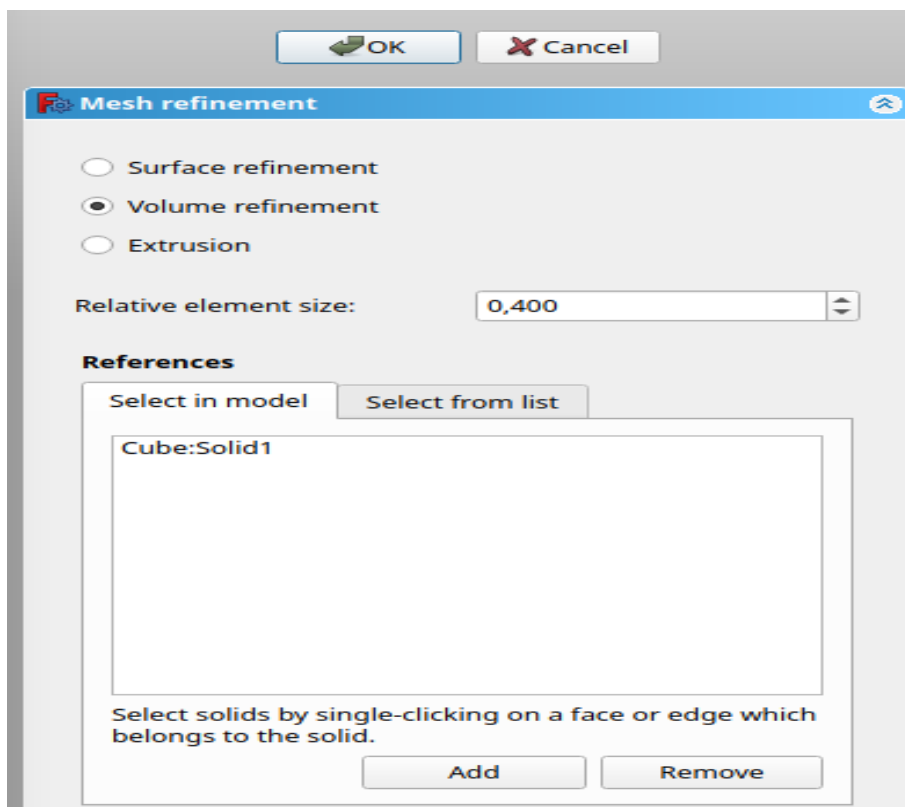 OK Cancel
Mesh refinement
Surface refinement
Volume refinement
Extrusion
Relative element size: 0,400
References
Select in model Select from list
Cube:Solid1
Select solids by single-clicking on a face or edge which
belongs to the solid.
Add Remove